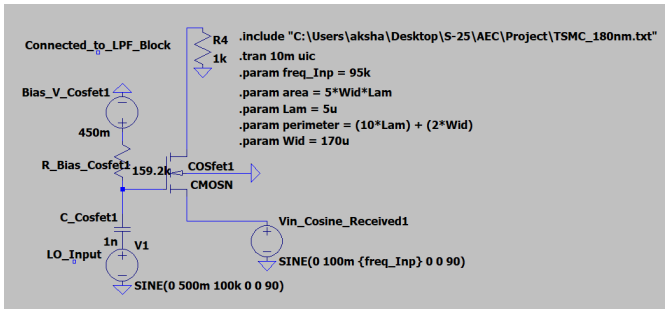 Connected_to_LPF_Block
R4
1k
.include "C:\Users\aksha\Desktop\S-25\AEC\Project\TSMC_180nm.txt"
.tran 10m uic
.param freq_Inp = 95k
.param area = 5*Wid*Lam
.param Lam = 5u
.param perimeter = (10*Lam) + (2*Wid)
.param Wid = 170u
Bias_V_Cosfet1
450m
R_Bias_Cosfet1
159.2k
COSfet1
CMOSN
C_Cosfet1
1n
V1
LO_Input
SINE(0 500m 100k 0 0 90)
Vin_Cosine_Received1
SINE(0 100m {freq_Inp} 0 0 90)